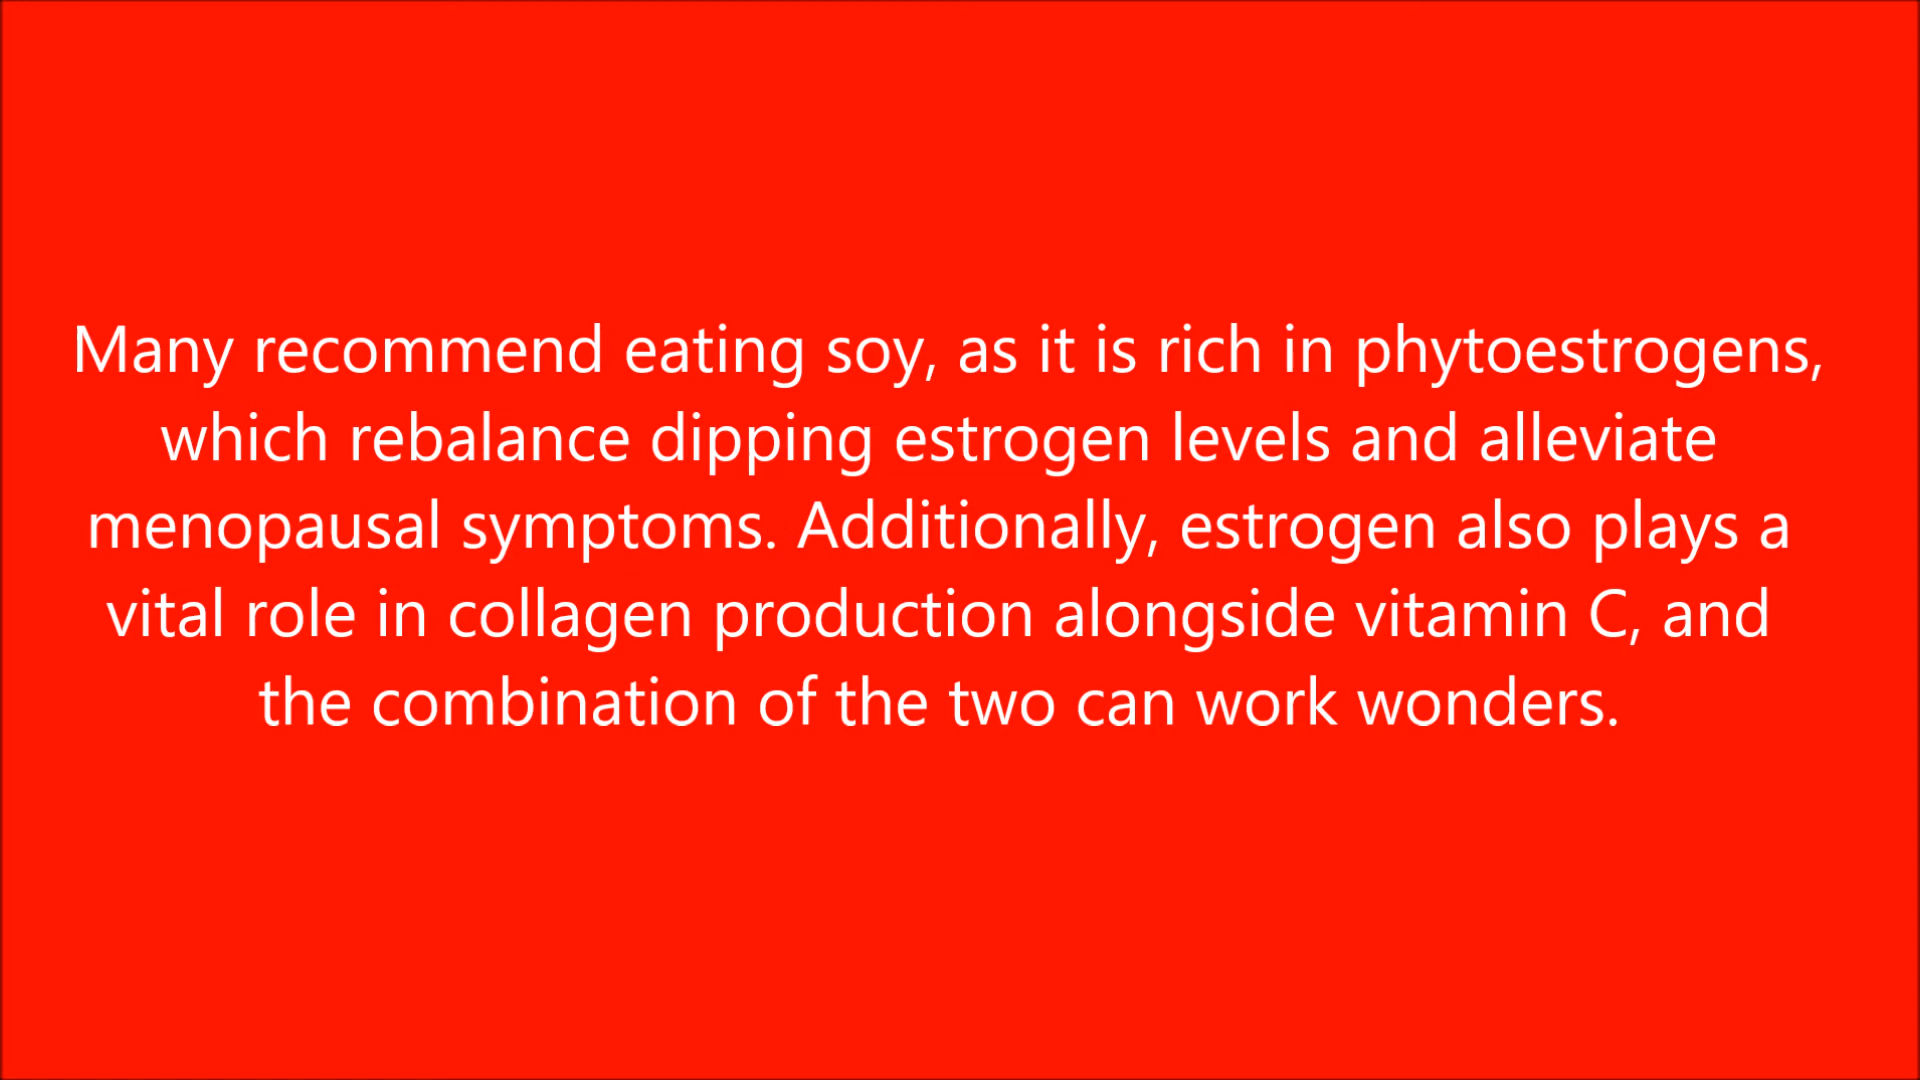 Many recommend eating soy, as it is rich in phytoestrogens,
which rebalance dipping estrogen levels and alleviate
menopausal symptoms. Additionally, estrogen also plays a
vital role in collagen production alongside vitamin C, and
the combination of the two can work wonders.